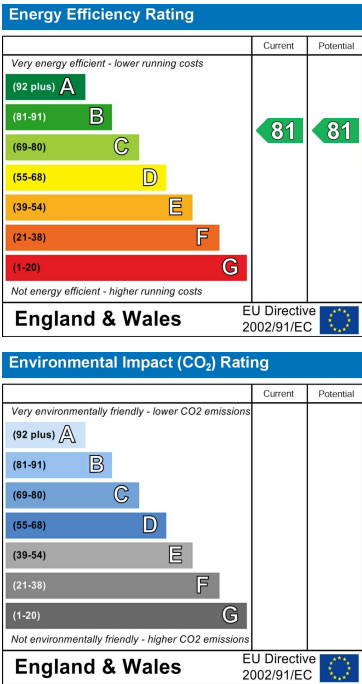 Energy Efficiency Rating
Current Potential
Very energy efficient - lower running costs
(92 plus) A
(81-91) B
81 81
(69-80) C
(55-68) D
(39-54) E
(21-38) F
(1-20) G
Not energy efficient - higher running costs
England & Wales
EU Directive
2002/91/EC
Environmental Impact (CO₂) Rating
Current Potential
Very environmentally friendly - lower CO2 emissions
(92 plus) A
(81-91) B
(69-80) C
(55-68) D
(39-54) E
(21-38) F
(1-20) G
Not environmentally friendly - higher CO2 emissions
England & Wales
EU Directive
2002/91/EC